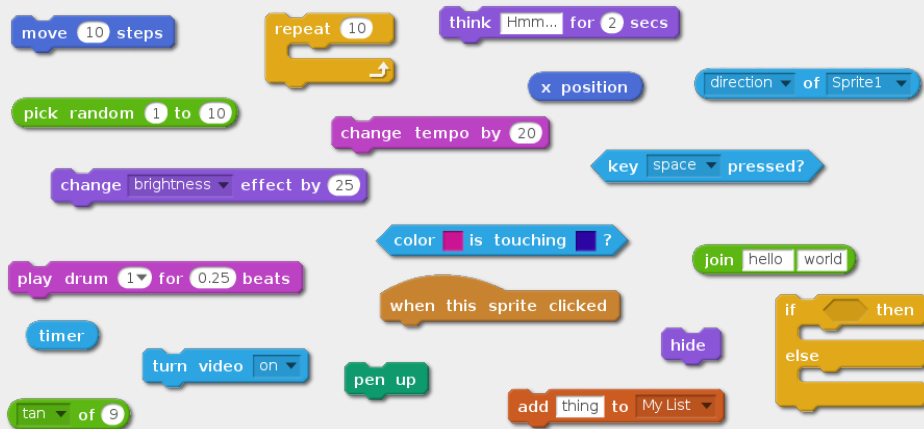 think Hmm... for 2 secs
move 10 steps
repeat 10
x position
direction of Sprite1
pick random 1 to 10
change tempo by 20
key space pressed?
change brightness effect by 25
color is touching ?
join hello world
play drum 1 for 0.25 beats
when this sprite clicked
if then
timer
hide
else
turn video on
pen up
add thing to My List
tan of 9